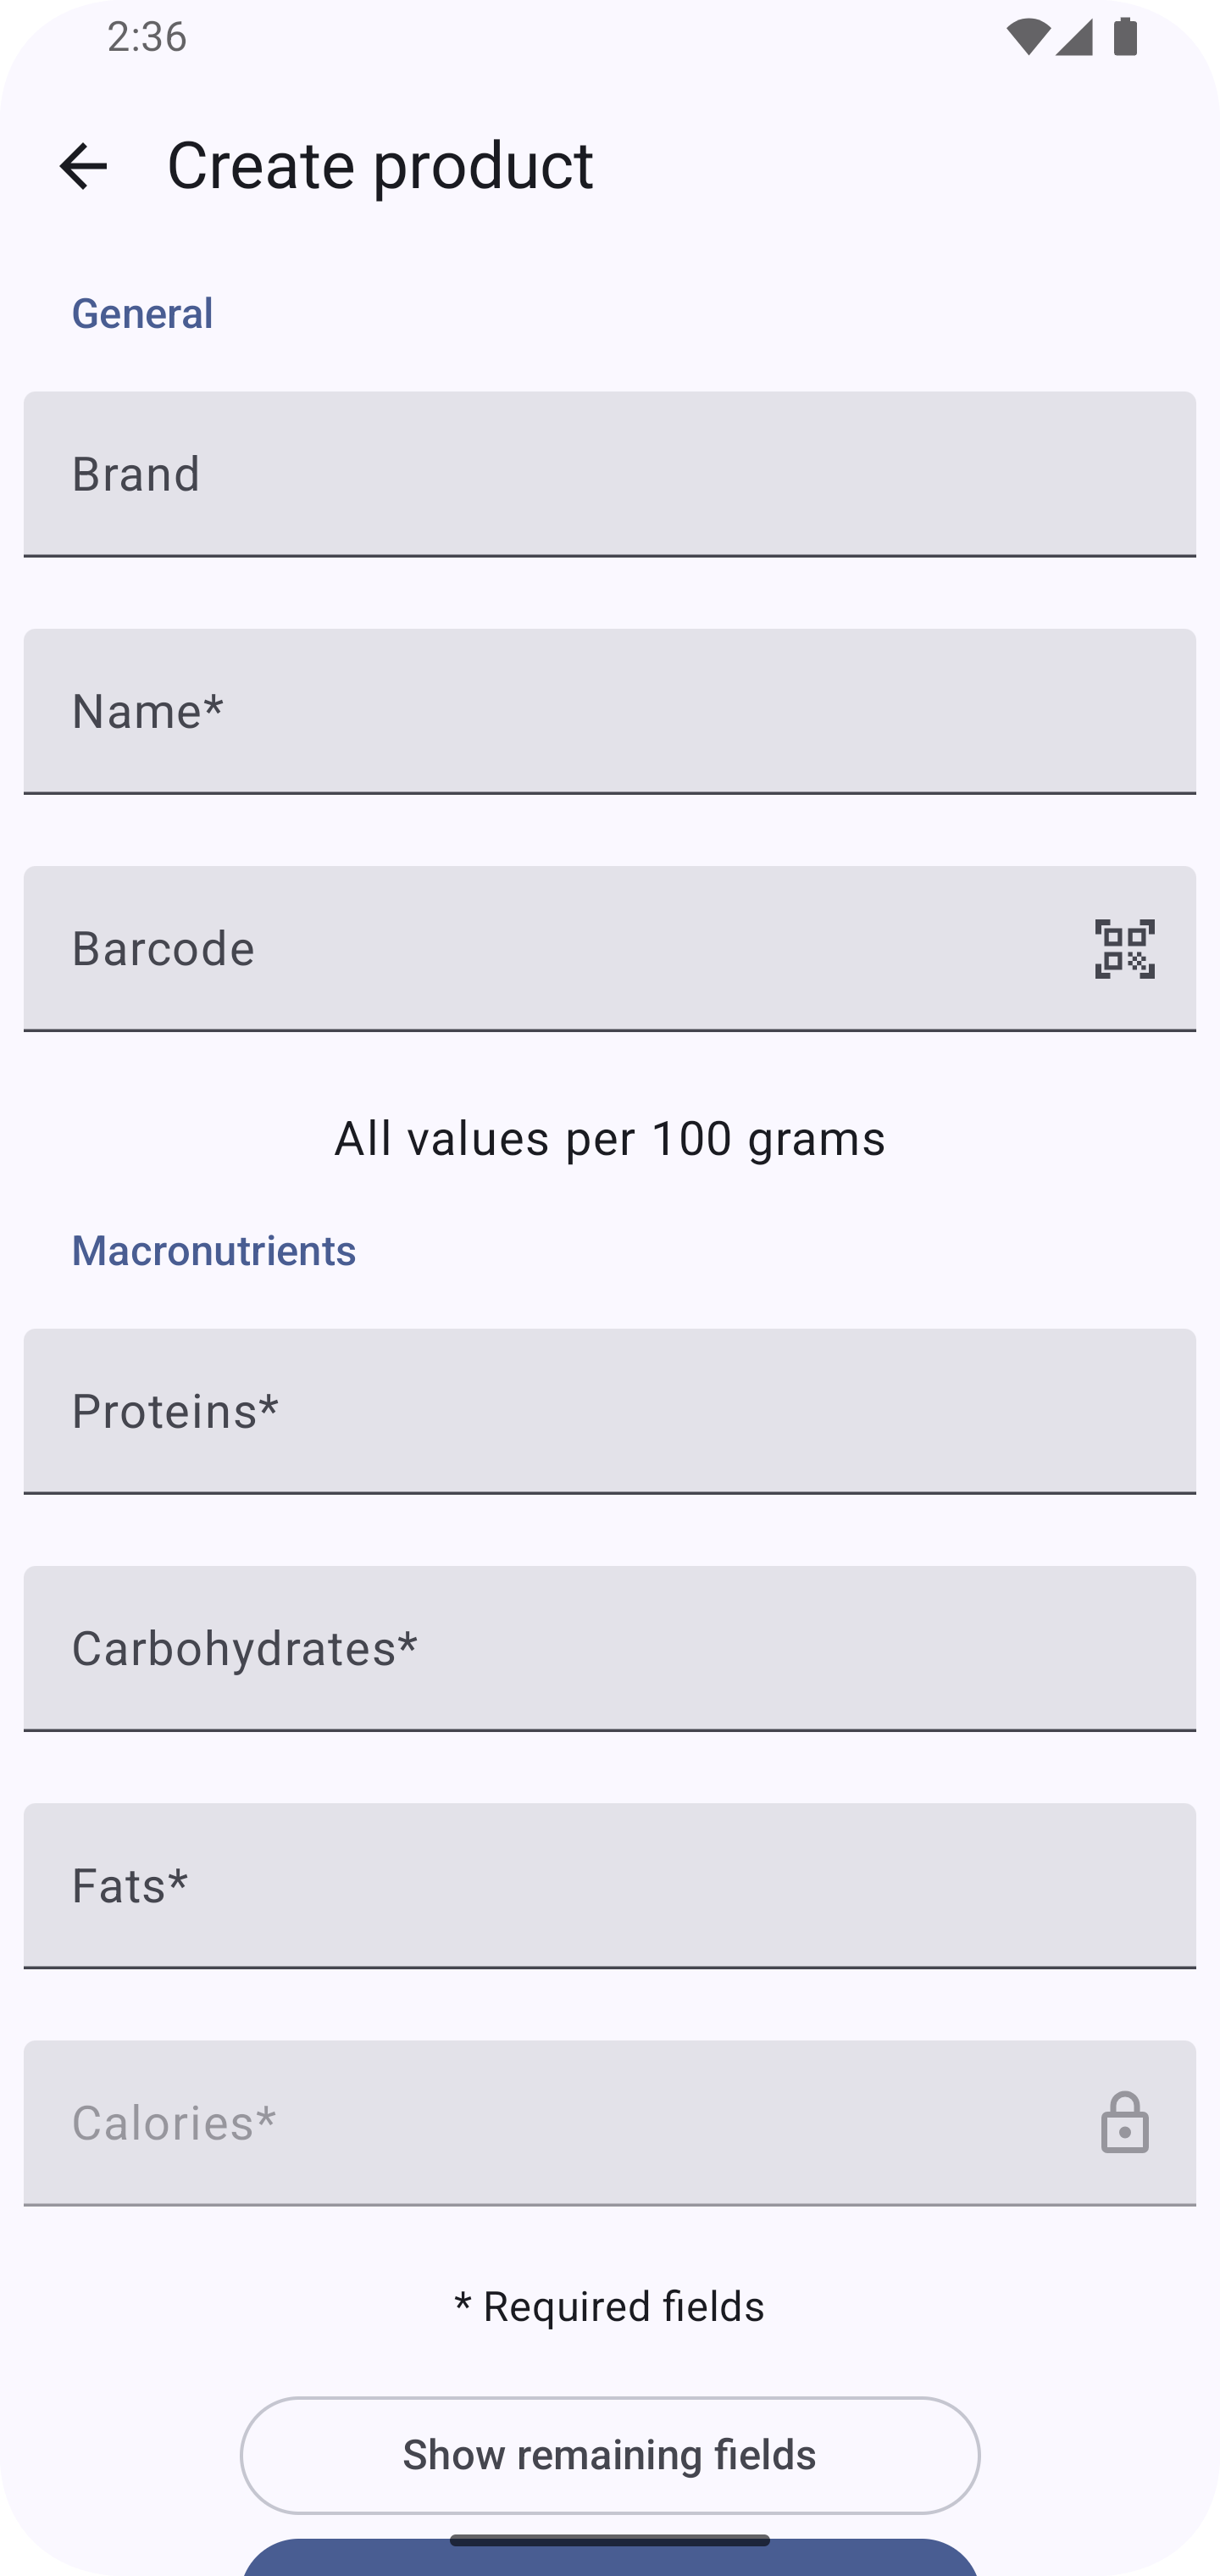 2:36
Create product
General
Brand
Name*
Barcode
All values per 100 grams
Macronutrients
Proteins*
Carbohydrates*
Fats*
Calories*
* Required fields
Show remaining fields